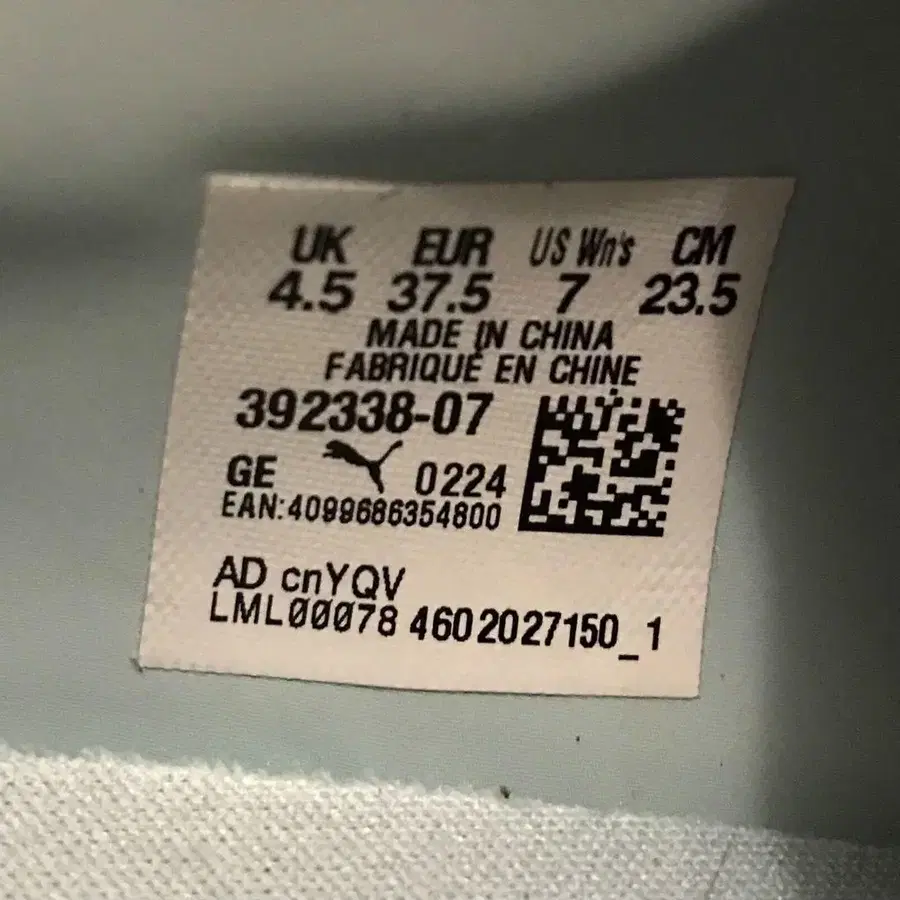 UK EUR US Wn's CM
4.5 37.5 7 23.5
MADE IN CHINA
FABRIQUÉ EN CHINE
392338-07
GE 0224
EAN:4099686354800
AD cnYQV
LMLØØØ78 4602027150_1